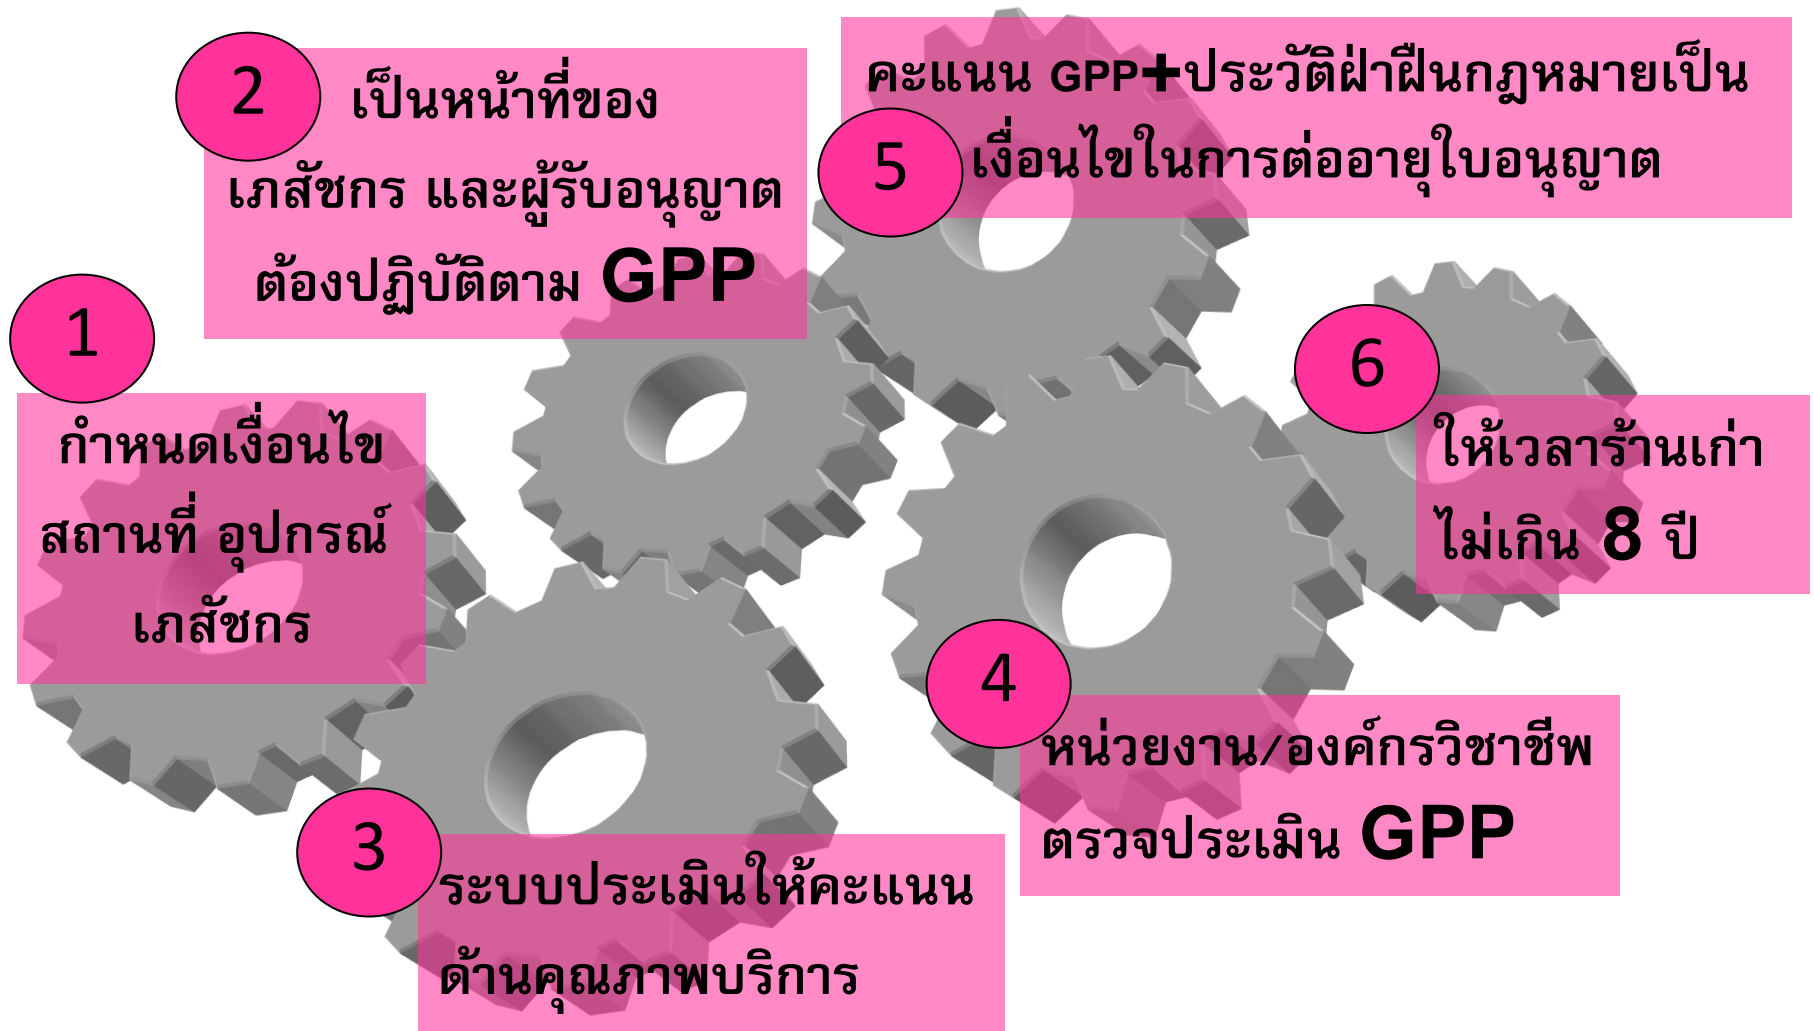 1
กำหนดเงื่อนไข
สถานที่ อุปกรณ์
เภสัชกร
2
เป็นหน้าที่ของ
เภสัชกร และผู้รับอนุญาต
ต้องปฏิบัติตาม GPP
3
ระบบประเมินให้คะแนน
ด้านคุณภาพบริการ
4
หน่วยงาน/องค์กรวิชาชีพ
ตรวจประเมิน GPP
5
คะแนน GPP+ประวัติฝ่าฝืนกฎหมายเป็น
เงื่อนไขในการต่ออายุใบอนุญาต
6
ให้เวลาร้านเก่า
ไม่เกิน 8 ปี